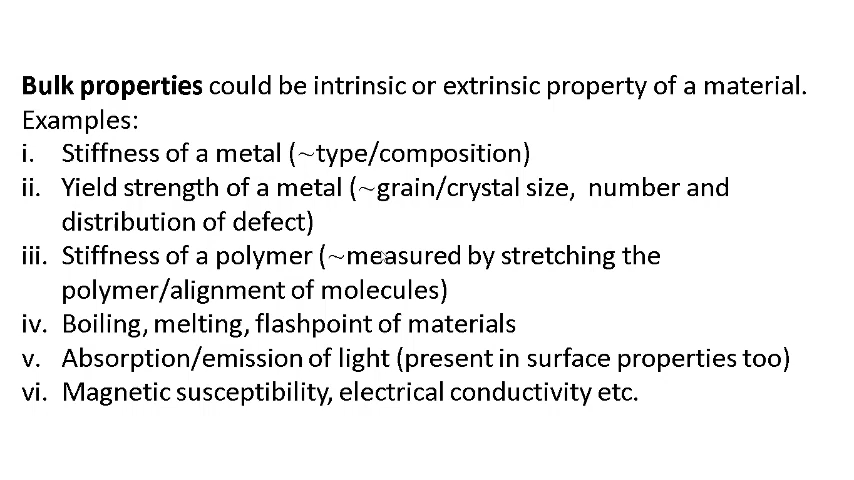 Bulk properties could be intrinsic or extrinsic property of a material.
Examples:
i. Stiffness of a metal (~type/composition)
ii. Yield strength of a metal (~grain/crystal size, number and
distribution of defect)
iii. Stiffness of a polymer (~measured by stretching the
polymer/alignment of molecules)
iv. Boiling, melting, flashpoint of materials
v. Absorption/emission of light (present in surface properties too)
vi. Magnetic susceptibility, electrical conductivity etc.